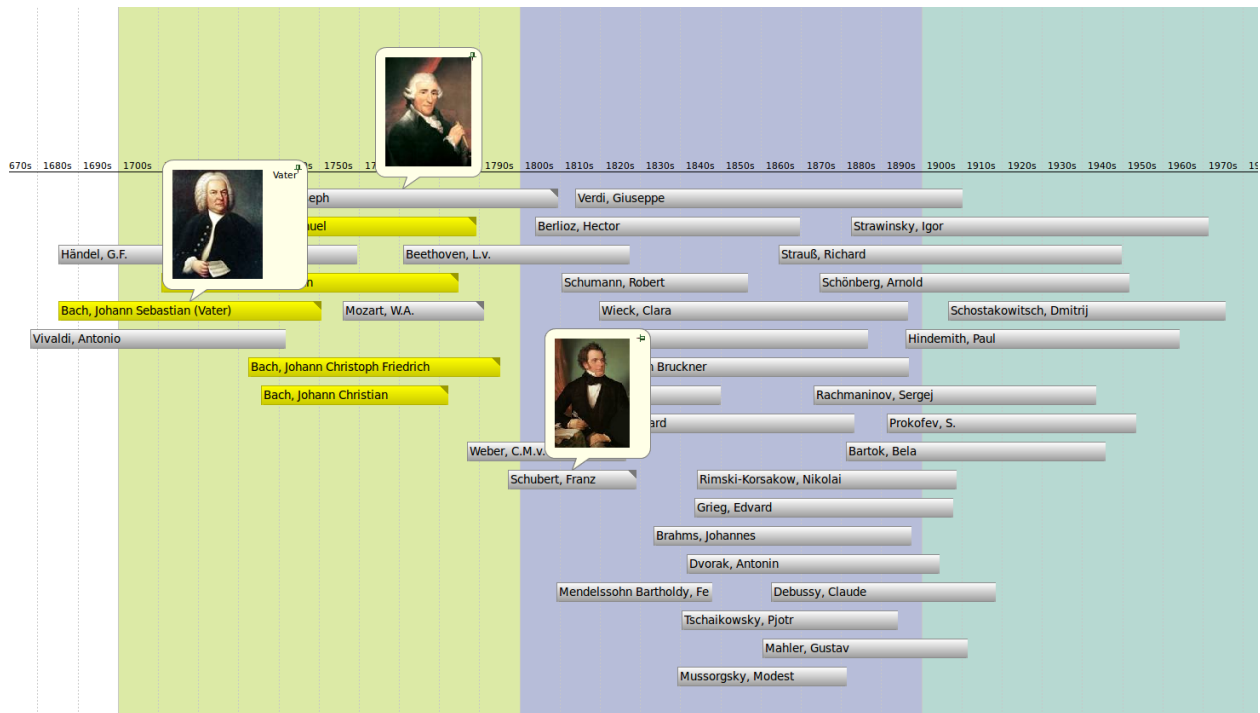 670s 1680s 1690s 1700s 1750s 1790s 1800s 1810s 1820s 1830s 1840s 1850s 1860s 1870s 1880s 1890s 1900s 1910s 1920s 1930s 1940s 1950s 1960s 1970s
Vater
eph Verdi, Giuseppe
uel Berlioz, Hector Strawinsky, Igor
Händel, G.F. Beethoven, L.v. Strauß, Richard
n Schumann, Robert Schönberg, Arnold
Bach, Johann Sebastian (Vater) Mozart, W.A. Wieck, Clara Schostakowitsch, Dmitrij
Vivaldi, Antonio Hindemith, Paul
Bach, Johann Christoph Friedrich Bruckner
Bach, Johann Christian Rachmaninov, Sergej
ard Prokofev, S.
Weber, C.M.v. Bartok, Bela
Schubert, Franz Rimski-Korsakow, Nikolai
Grieg, Edvard
Brahms, Johannes
Dvorak, Antonin
Mendelssohn Bartholdy, Fe Debussy, Claude
Tschaikowsky, Pjotr
Mahler, Gustav
Mussorgsky, Modest